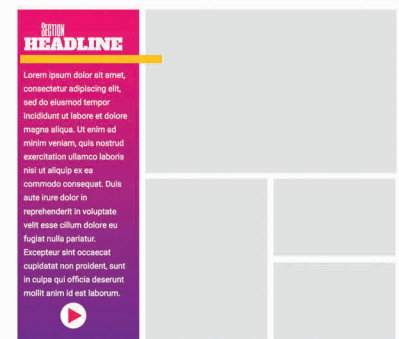 SECTION
HEADLINE
Lorem ipsum dolor sit amet,
consectetur adipiscing elit,
sed do eiusmod tempor
incididunt ut labore et dolore
magna aliqua. Ut enim ad
minim veniam, quis nostrud
exercitation ullamco laboris
nisi ut aliquip ex ea
commodo consequat. Duis
aute irure dolor in
reprehenderit in voluptate
velit esse cillum dolore eu
fugiat nulla pariatur.
Excepteur sint occaecat
cupidatat non proident, sunt
in culpa qui officia deserunt
mollit anim id est laborum.